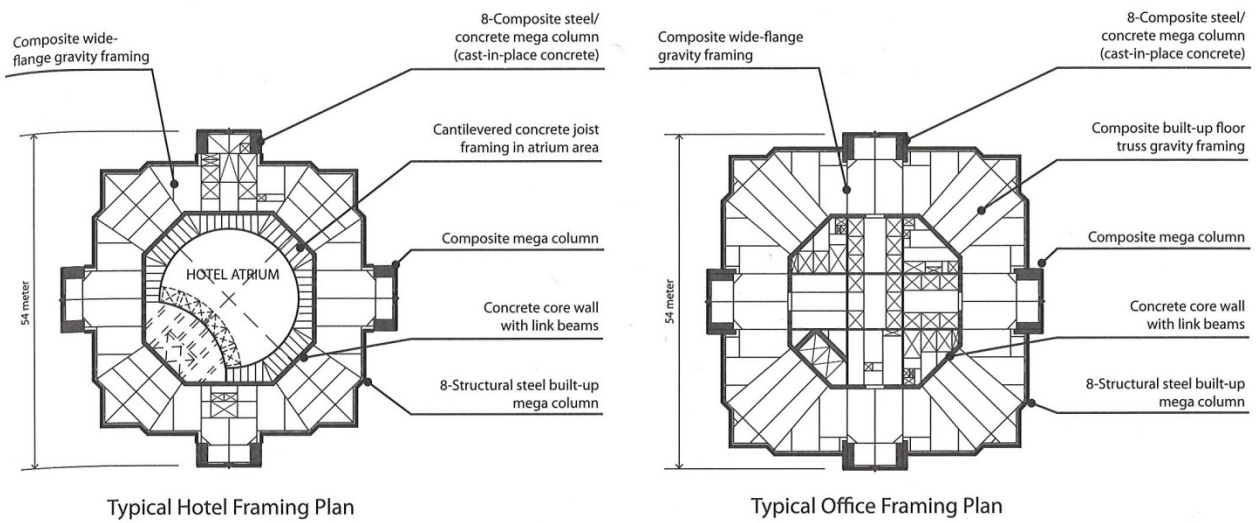 Composite wide-
flange gravity framing
8-Composite steel/
concrete mega column
(cast-in-place concrete)
Cantilevered concrete joist
framing in atrium area
HOTEL ATRIUM
Composite mega column
54 meter
Concrete core wall
with link beams
8-Structural steel built-up
mega column
Typical Hotel Framing Plan
Composite wide-flange
gravity framing
8-Composite steel/
concrete mega column
(cast-in-place concrete)
Composite built-up floor
truss gravity framing
Composite mega column
54 meter
Concrete core wall
with link beams
8-Structural steel built-up
mega column
Typical Office Framing Plan